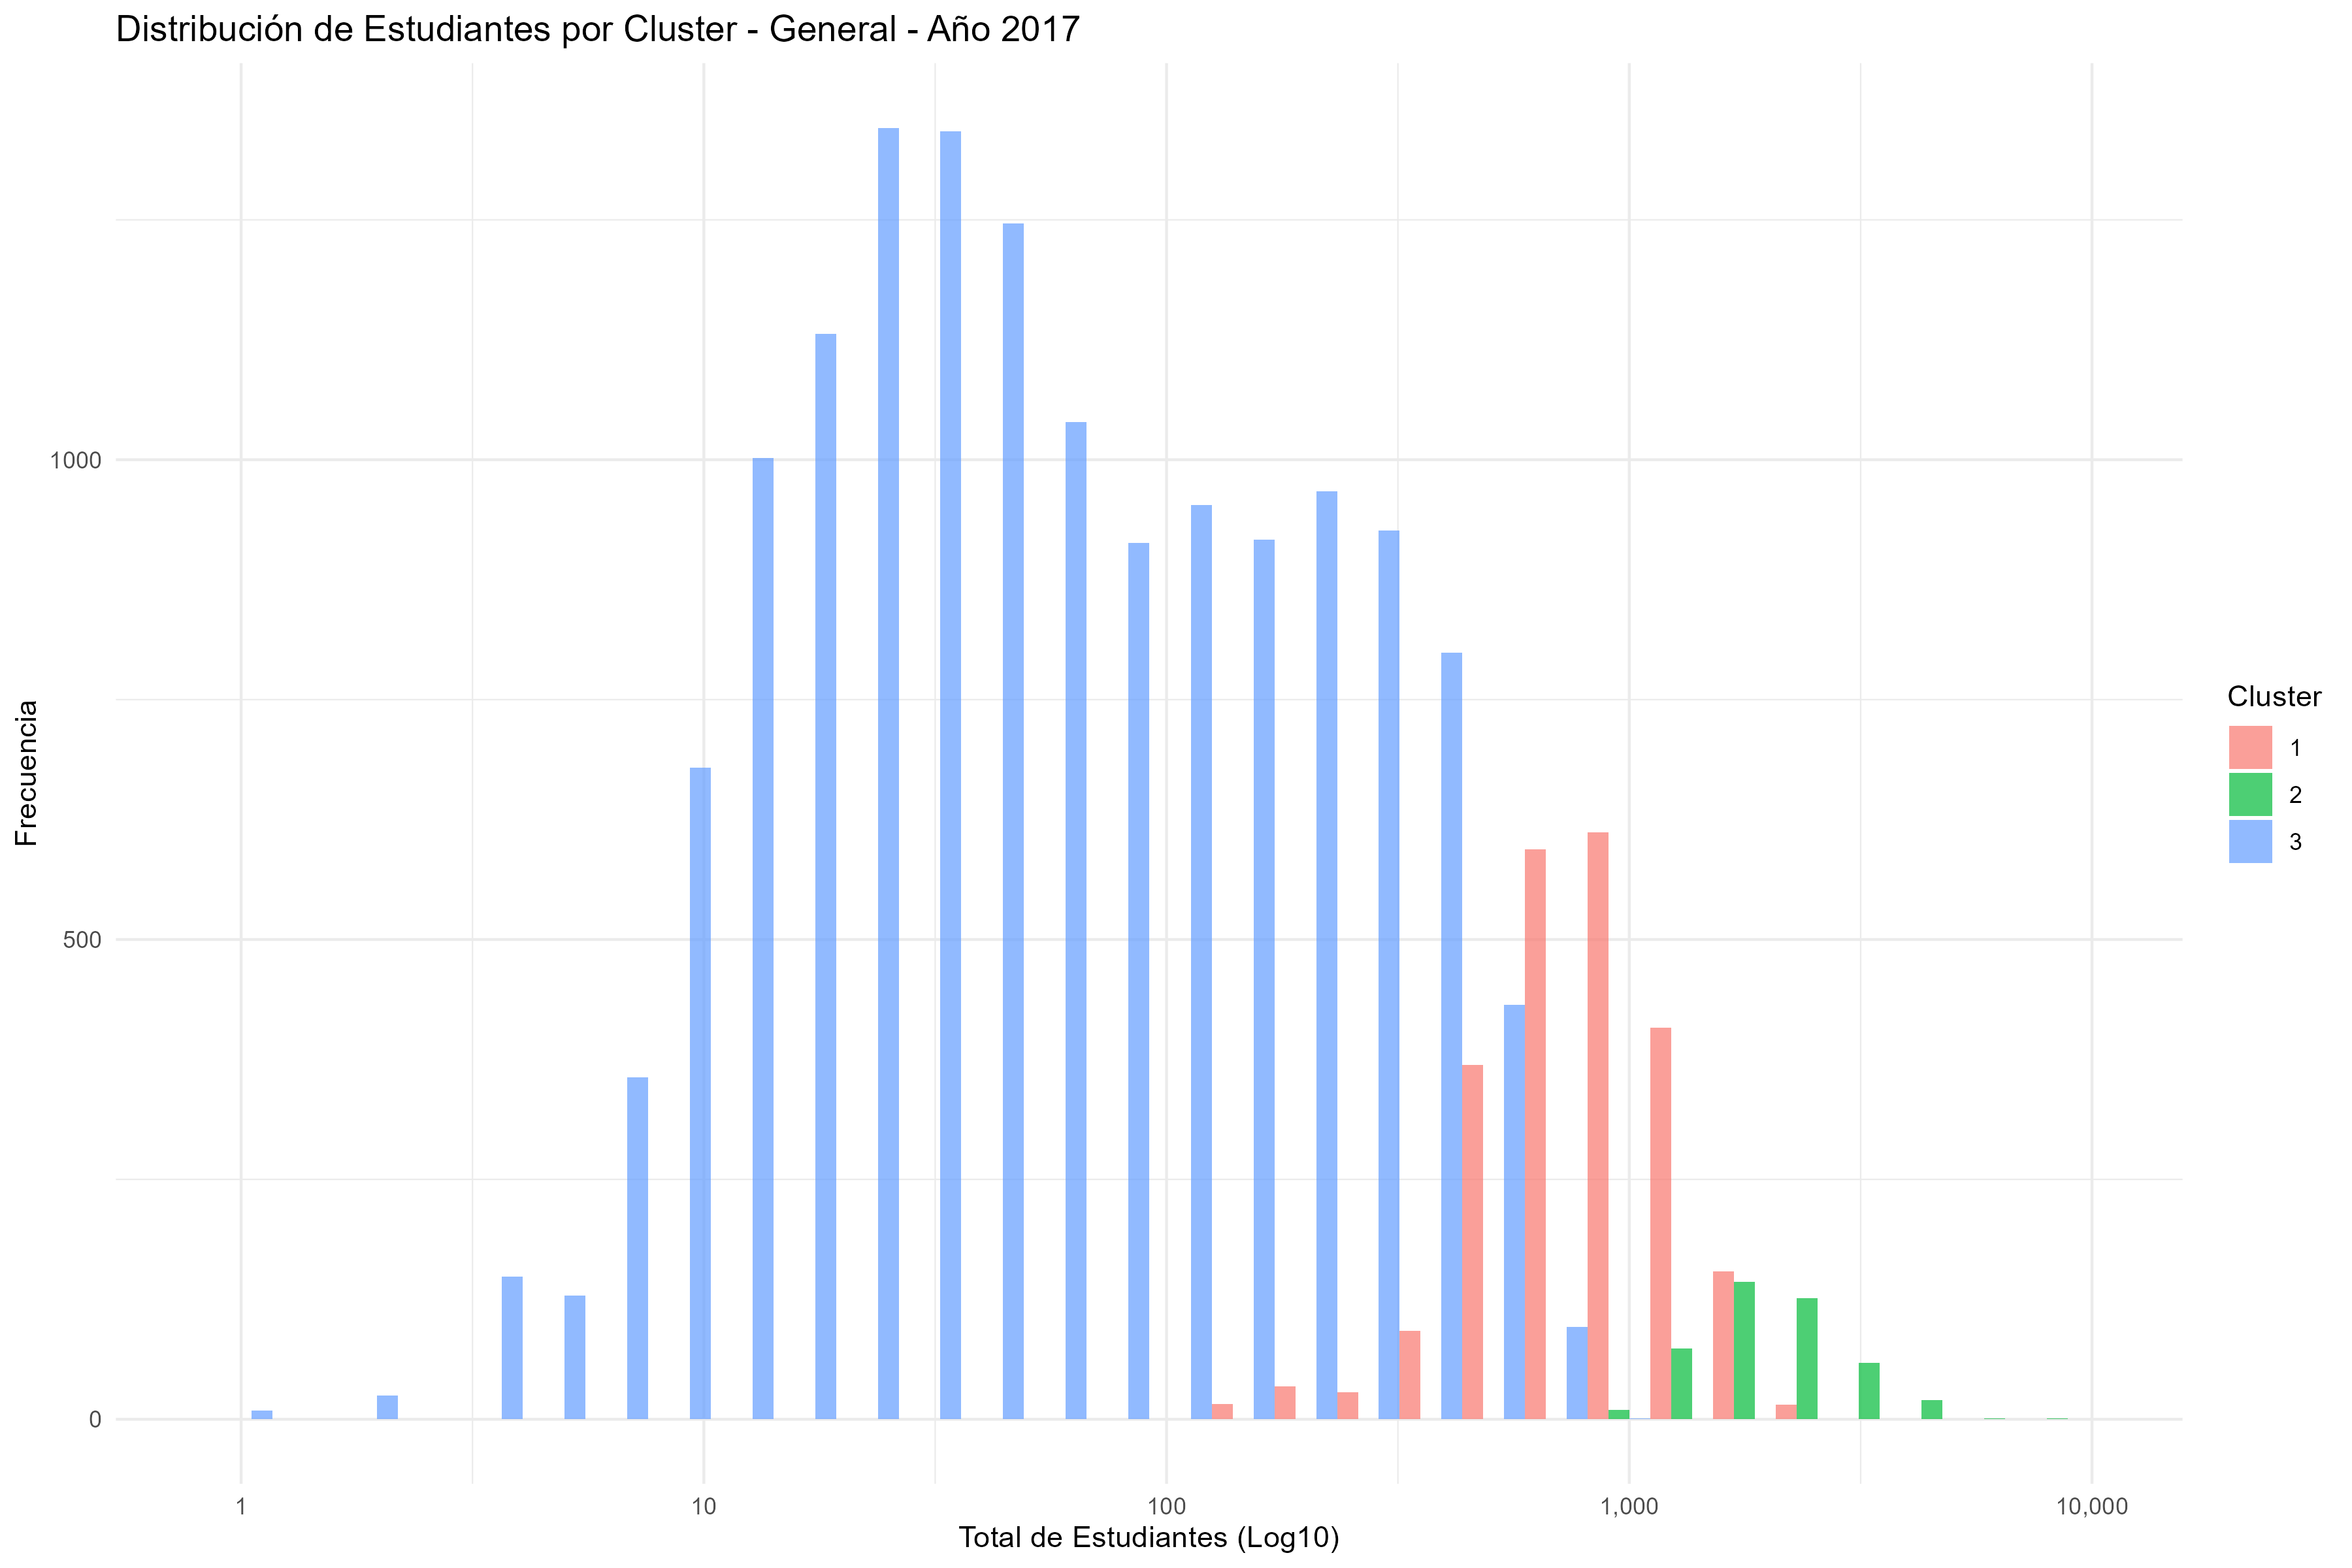 Distribución de Estudiantes por Cluster - General - Año 2017
Frecuencia
1000
500
0
1
10
100
1,000
10,000
Total de Estudiantes (Log10)
Cluster
1
2
3